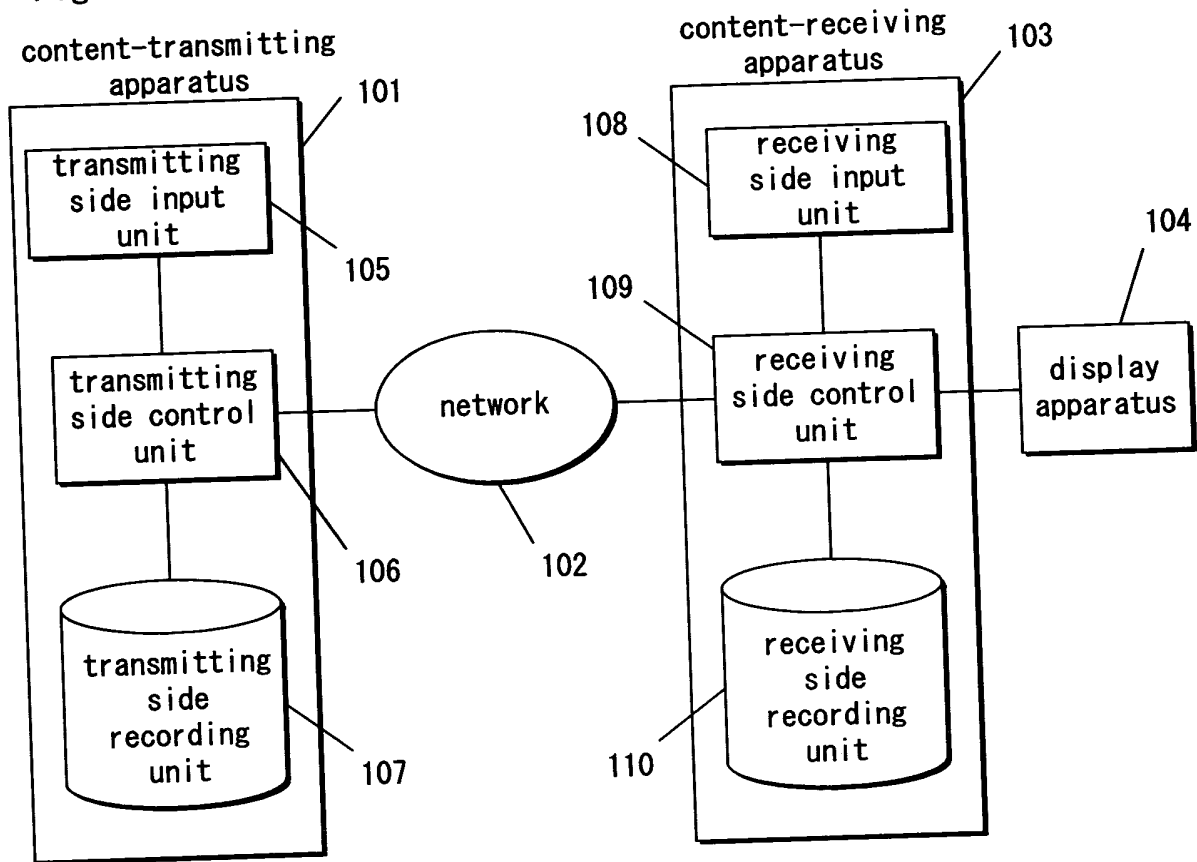 content-transmitting
apparatus
101
transmitting
side input
unit
105
transmitting
side control
unit
106
transmitting
side
recording
unit
107
network
102
content-receiving
apparatus
103
108
receiving
side input
unit
109
receiving
side control
unit
receiving
side
recording
unit
110
104
display
apparatus